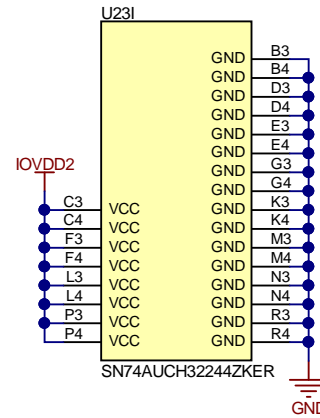 U23I
GND B3
GND B4
GND D3
GND D4
GND E3
GND E4
GND G3
IOVDD2
GND G4
C3 VCC GND K3
C4 VCC GND K4
F3 VCC GND M3
F4 VCC GND M4
L3 VCC GND N3
L4 VCC GND N4
P3 VCC GND R3
P4 VCC GND R4
SN74AUCH32244ZKER
GND